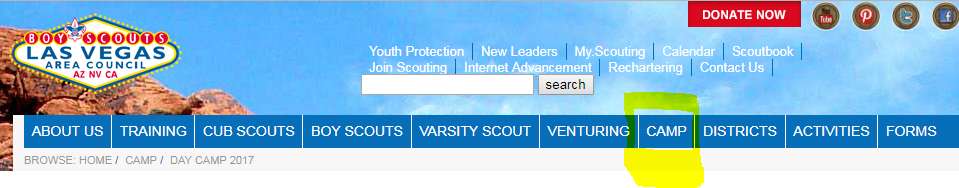 DONATE NOW
You Tube
BOY SCOUTS
LAS VEGAS
AREA COUNCIL
AZ NV CA
Youth Protection New Leaders My.Scouting Calendar Scoutbook
Join Scouting Internet Advancement Rechartering Contact Us
search
ABOUT US TRAINING CUB SCOUTS BOY SCOUTS VARSITY SCOUT VENTURING CAMP DISTRICTS ACTIVITIES FORMS
BROWSE: HOME / CAMP / DAY CAMP 2017